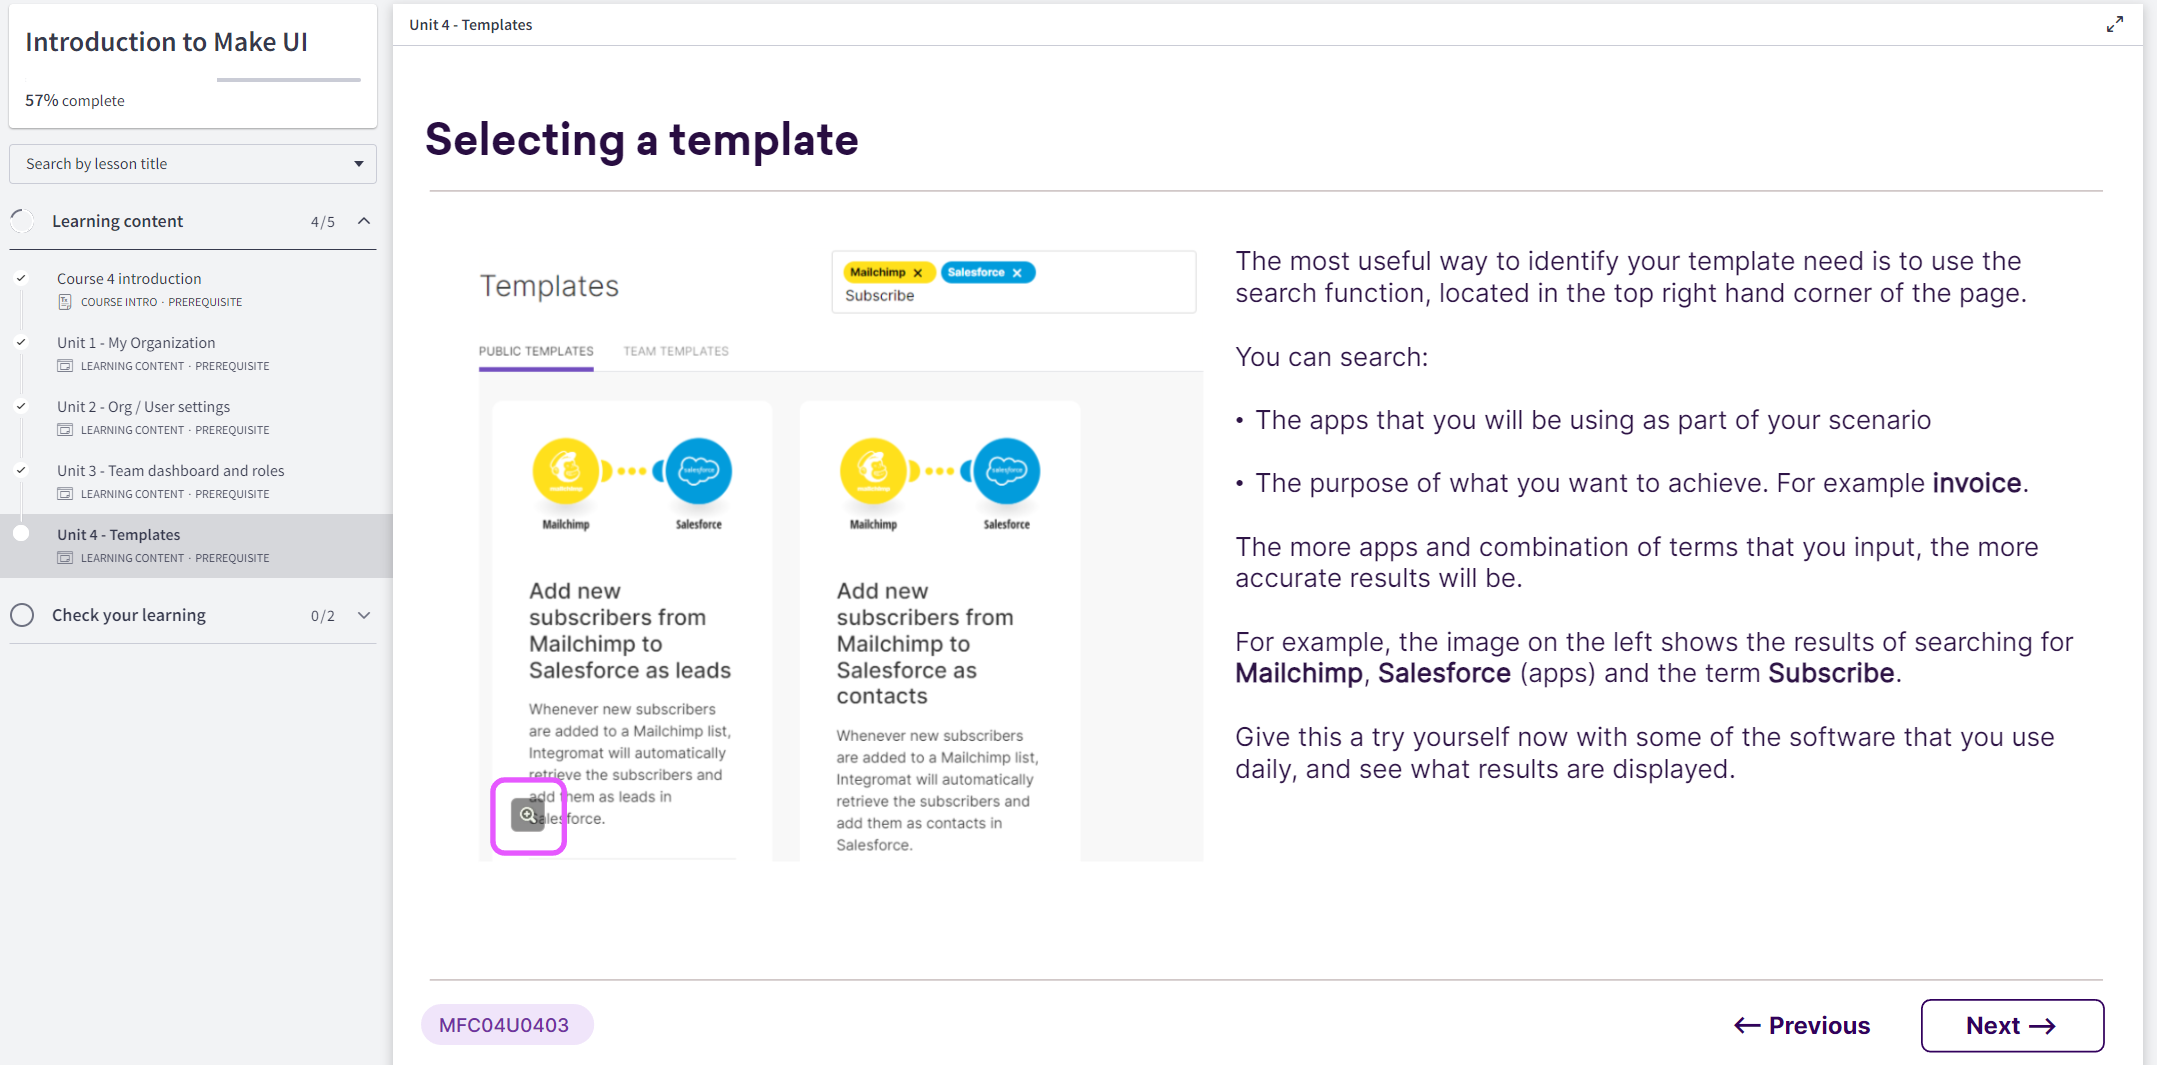 Introduction to Make UI
57% complete
Search by lesson title
Learning content 4/5
Course 4 introduction
COURSE INTRO · PREREQUISITE
Unit 1 - My Organization
LEARNING CONTENT · PREREQUISITE
Unit 2 - Org / User settings
LEARNING CONTENT · PREREQUISITE
Unit 3 - Team dashboard and roles
LEARNING CONTENT · PREREQUISITE
Unit 4 - Templates
LEARNING CONTENT · PREREQUISITE
Check your learning 0/2
Unit 4 - Templates
Selecting a template
Templates
Mailchimp × Salesforce ×
Subscribe
PUBLIC TEMPLATES TEAM TEMPLATES
mailchimp
salesforce
Mailchimp Salesforce
Add new
subscribers from
Mailchimp to
Salesforce as leads
Whenever new subscribers
are added to a Mailchimp list,
Integromat will automatically
retrieve the subscribers and
add them as leads in
Salesforce.
mailchimp
salesforce
Mailchimp Salesforce
Add new
subscribers from
Mailchimp to
Salesforce as
contacts
Whenever new subscribers
are added to a Mailchimp list,
Integromat will automatically
retrieve the subscribers and
add them as contacts in
Salesforce.
The most useful way to identify your template need is to use the
search function, located in the top right hand corner of the page.
You can search:
• The apps that you will be using as part of your scenario
• The purpose of what you want to achieve. For example invoice.
The more apps and combination of terms that you input, the more
accurate results will be.
For example, the image on the left shows the results of searching for
Mailchimp, Salesforce (apps) and the term Subscribe.
Give this a try yourself now with some of the software that you use
daily, and see what results are displayed.
MFC04U0403
← Previous
Next →